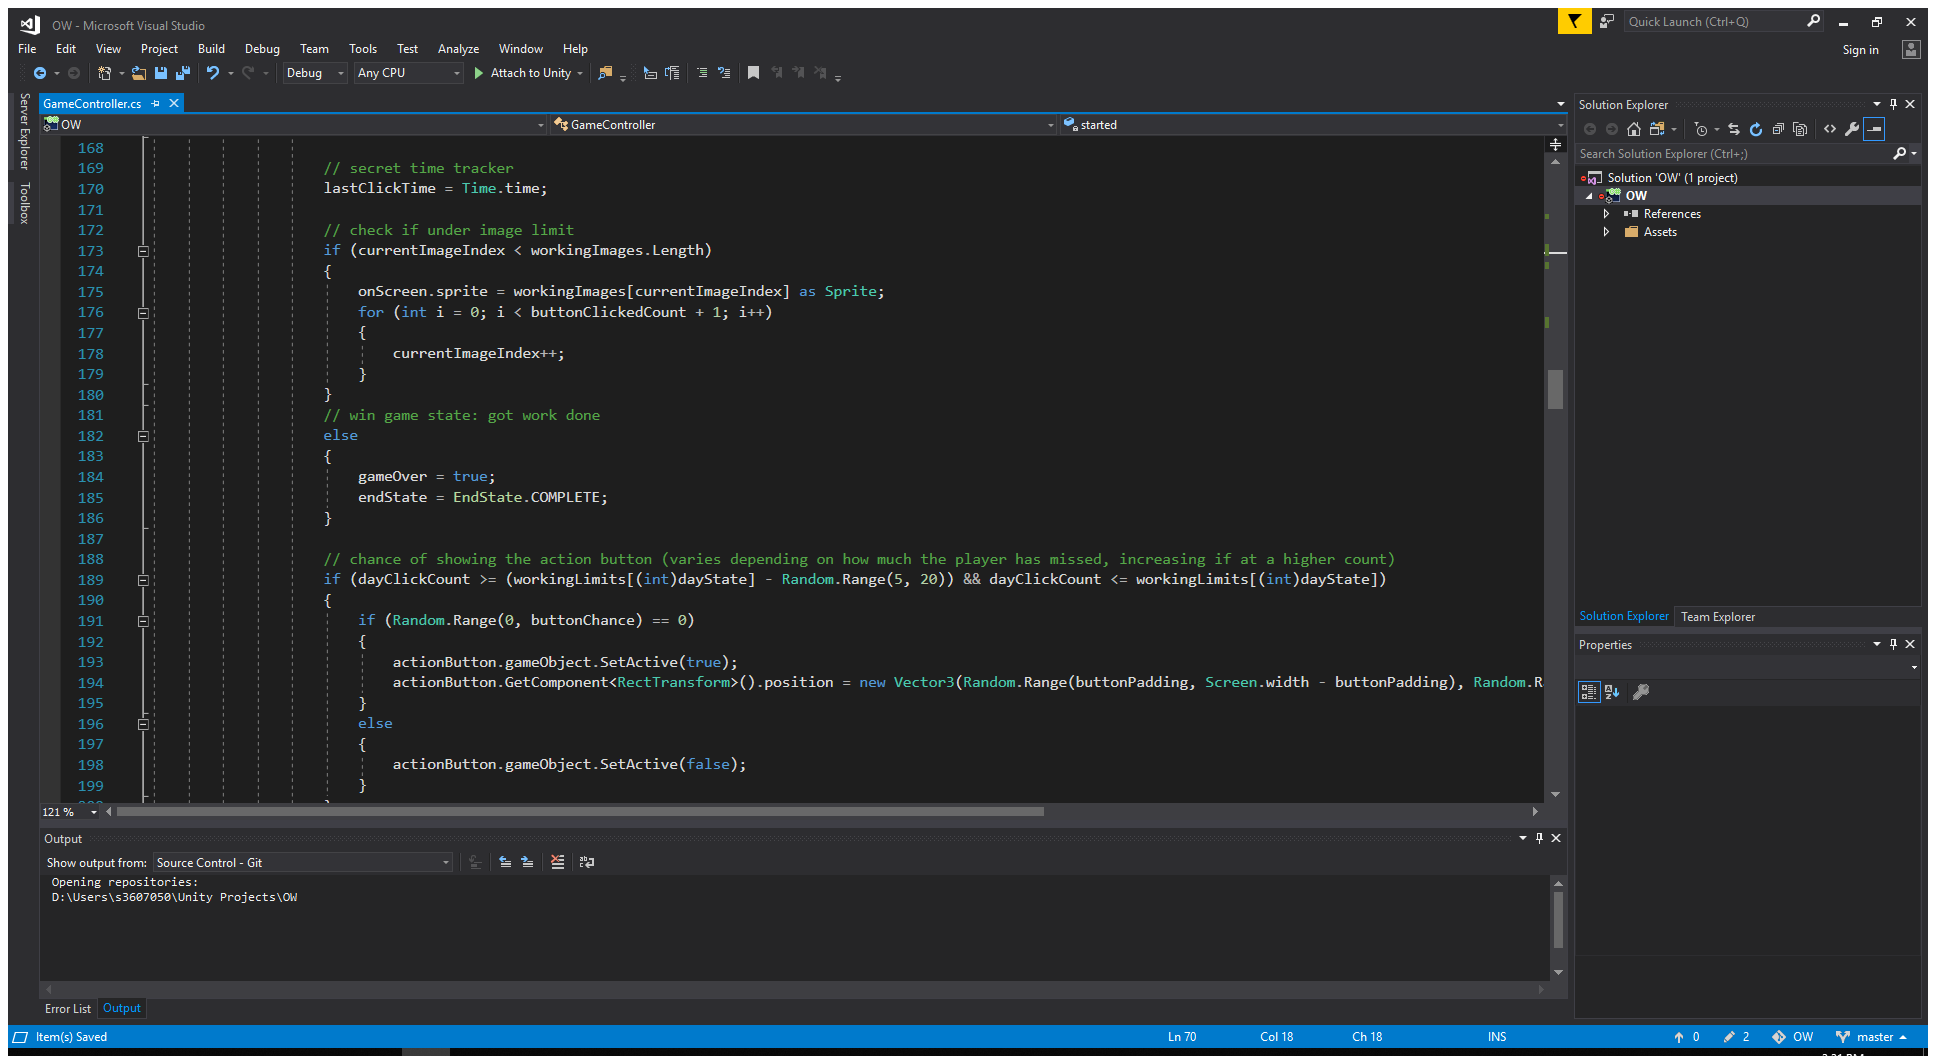 OW - Microsoft Visual Studio
Quick Launch (Ctrl+Q)
File Edit View Project Build Debug Team Tools Test Analyze Window Help
Sign in
Debug Any CPU Attach to Unity
Server Explorer
Toolbox
GameController.cs
OW GameController started
168
169 // secret time tracker
170 lastClickTime = Time.time;
171
172 // check if under image limit
173 if (currentImageIndex < workingImages.Length)
174 {
175 onScreen.sprite = workingImages[currentImageIndex] as Sprite;
176 for (int i = 0; i < buttonClickedCount + 1; i++)
177 {
178 currentImageIndex++;
179 }
180 }
181 // win game state: got work done
182 else
183 {
184 gameOver = true;
185 endState = EndState.COMPLETE;
186 }
187
188 // chance of showing the action button (varies depending on how much the player has missed, increasing if at a higher count)
189 if (dayClickCount >= (workingLimits[(int)dayState] - Random.Range(5, 20)) && dayClickCount <= workingLimits[(int)dayState])
190 {
191 if (Random.Range(0, buttonChance) == 0)
192 {
193 actionButton.gameObject.SetActive(true);
194 actionButton.GetComponent<RectTransform>().position = new Vector3(Random.Range(buttonPadding, Screen.width - buttonPadding), Random.R
195 }
196 else
197 {
198 actionButton.gameObject.SetActive(false);
199 }
121 %
Output
Show output from: Source Control - Git
Opening repositories:
D:\Users\s3607050\Unity Projects\OW
Error List Output
Solution Explorer
Search Solution Explorer (Ctrl+;)
Solution 'OW' (1 project)
OW
References
Assets
Solution Explorer Team Explorer
Properties
Item(s) Saved Ln 70 Col 18 Ch 18 INS 0 2 OW master